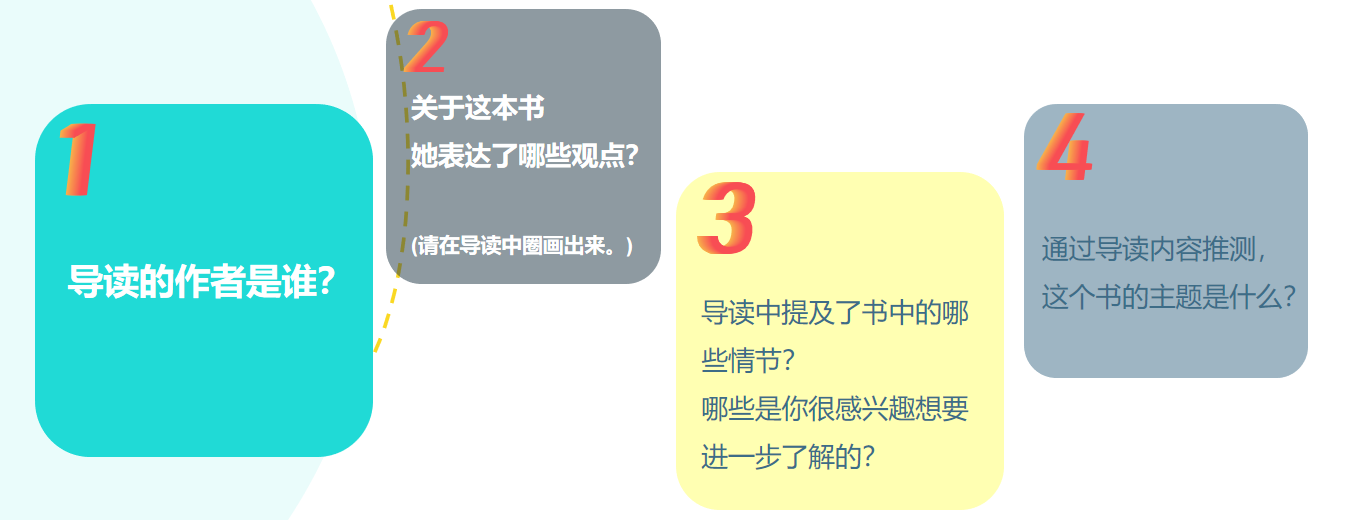 1
导读的作者是谁?
2
关于这本书
她表达了哪些观点?
(请在导读中圈画出来。)
3
导读中提及了书中的哪
些情节?
哪些是你很感兴趣想要
进一步了解的?
4
通过导读内容推测,
这个书的主题是什么?